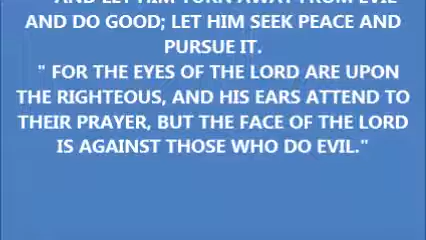 AND LET HIM TURN AWAY FROM EVIL
AND DO GOOD; LET HIM SEEK PEACE AND
PURSUE IT.
" FOR THE EYES OF THE LORD ARE UPON
THE RIGHTEOUS, AND HIS EARS ATTEND TO
THEIR PRAYER, BUT THE FACE OF THE LORD
IS AGAINST THOSE WHO DO EVIL."